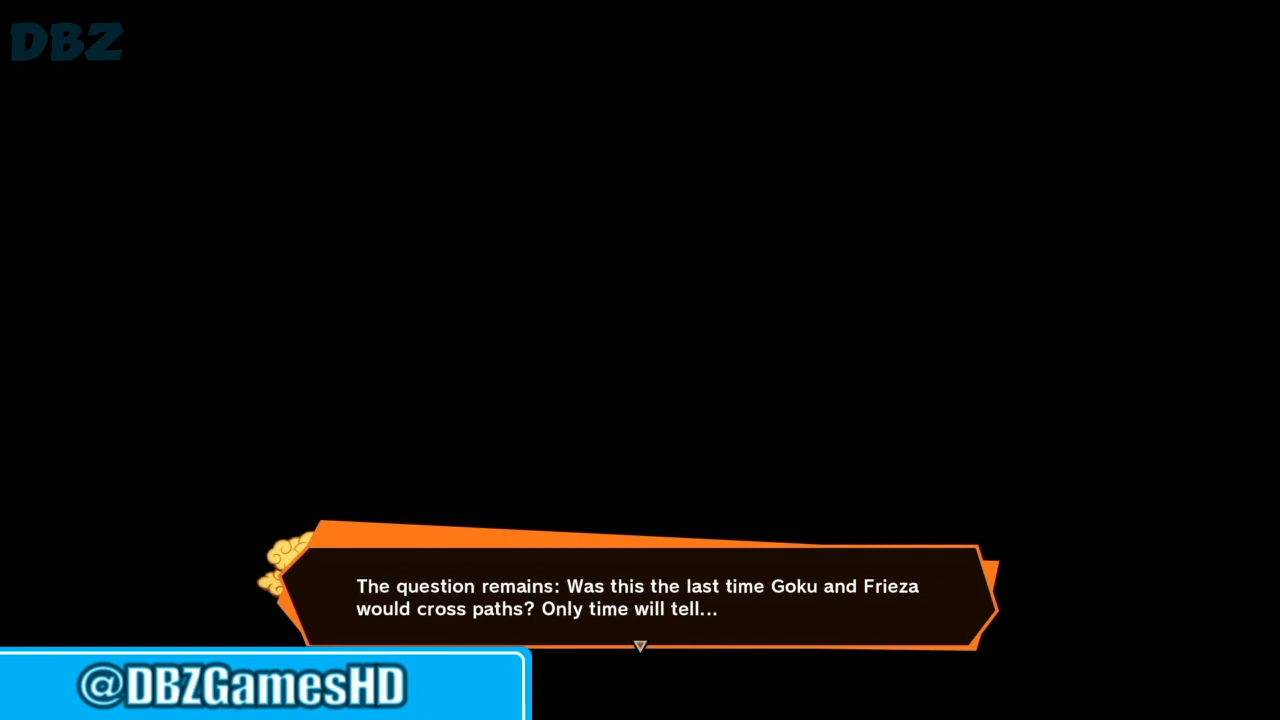 DBZ
The question remains: Was this the last time Goku and Frieza
would cross paths? Only time will tell...
@DBZGamesHD